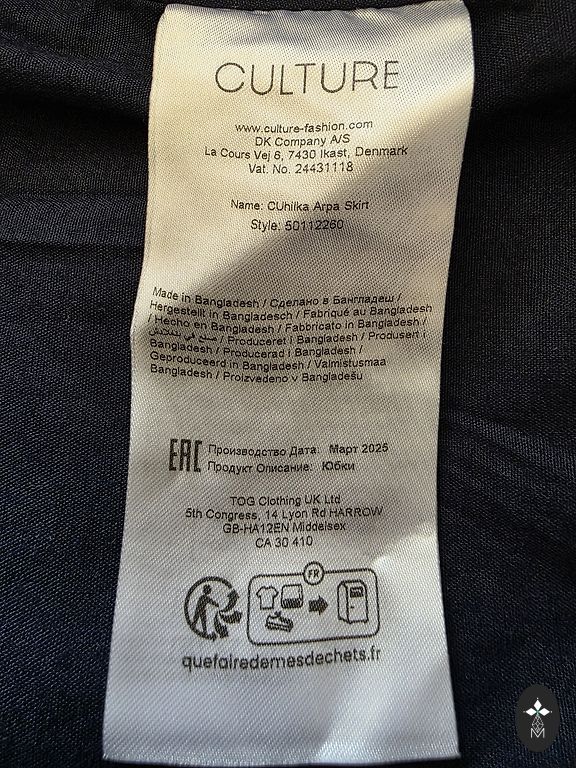 CULTURE
www.culture-fashion.com
DK Company A/S
La Cours Vej 6, 7430 Ikast, Denmark
Vat. No. 24431118
Name: CUhilka Arpa Skirt
Style: 50112260
Made in Bangladesh / Сделано в Бангладеш /
Hergestellt in Bangladesch / Fabriqué au Bangladesh
/ Hecho en Bangladesh / Fabbricato in Bangladesh /
صنع في / Produceret i Bangladesh / Produsert i
Bangladesh / Producerad i Bangladesh /
Geproduceerd in Bangladesh / Valmistusmaa
Bangladesh / Proizvedeno v Bangladešu
EAC Производство Дата: Март 2025
Продукт Описание: Юбки
TOG Clothing UK Ltd
5th Congress, 14 Lyon Rd HARROW
GB-HA12EN Middelsex
CA 30 410
FR
quefairedemesdechets.fr
M